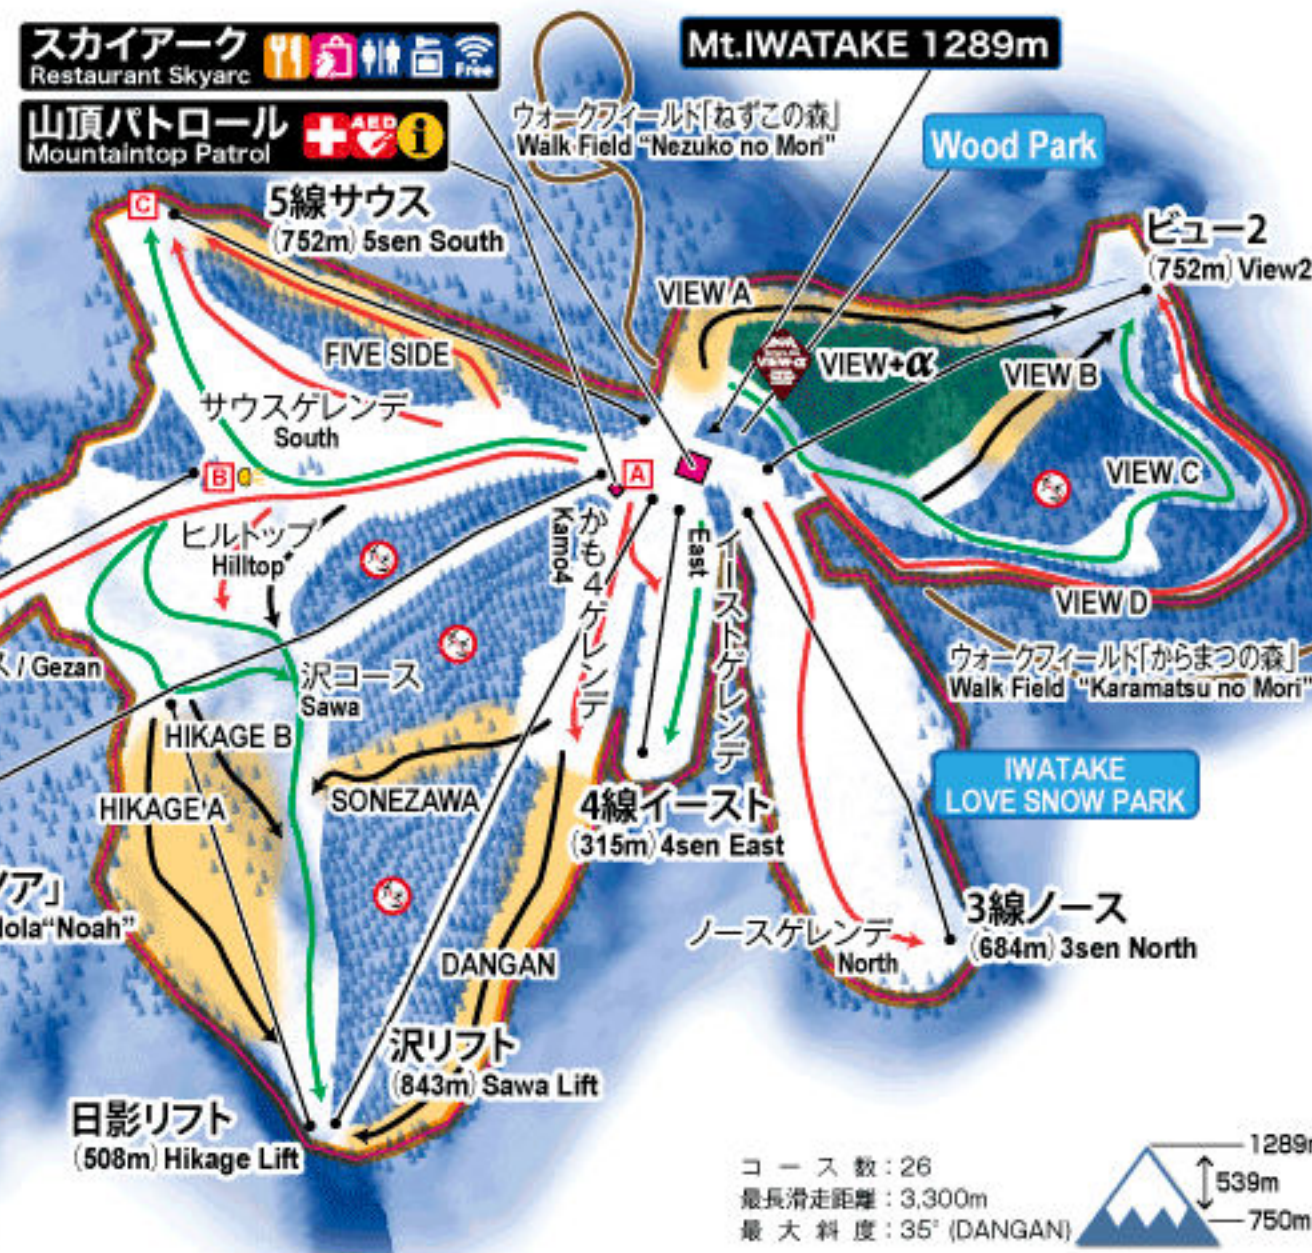 スカイアーク
Restaurant Skyarc
Free
山頂パトロール
Mountaintop Patrol
AED
i
Mt.IWATAKE 1289m
ウォークフィールド「ねずこの森」
Walk Field "Nezuko no Mori"
Wood Park
C
5線サウス
(752m) 5sen South
ビュー2
(752m) View2
VIEW A
FIVE SIDE
VIEW-α
VIEW+α
VIEW B
サウスゲレンデ
South
VIEW C
B
A
ヒルトップ
Hilltop
かも4ゲレンデ
Kamo4
East
イーストゲレンデ
VIEW D
ス / Gezan
沢コース
Sawa
ウォークフィールド「からまつの森」
Walk Field "Karamatsu no Mori"
HIKAGE B
IWATAKE
LOVE SNOW PARK
HIKAGE A
SONEZAWA
4線イースト
(315m) 4sen East
ノア」
dola"Noah"
3線ノース
(684m) 3sen North
ノースゲレンデ
North
DANGAN
沢リフト
(843m) Sawa Lift
日影リフト
(508m) Hikage Lift
コース数：26
最長滑走距離：3,300m
最大斜度：35° (DANGAN)
1289m
539m
750m